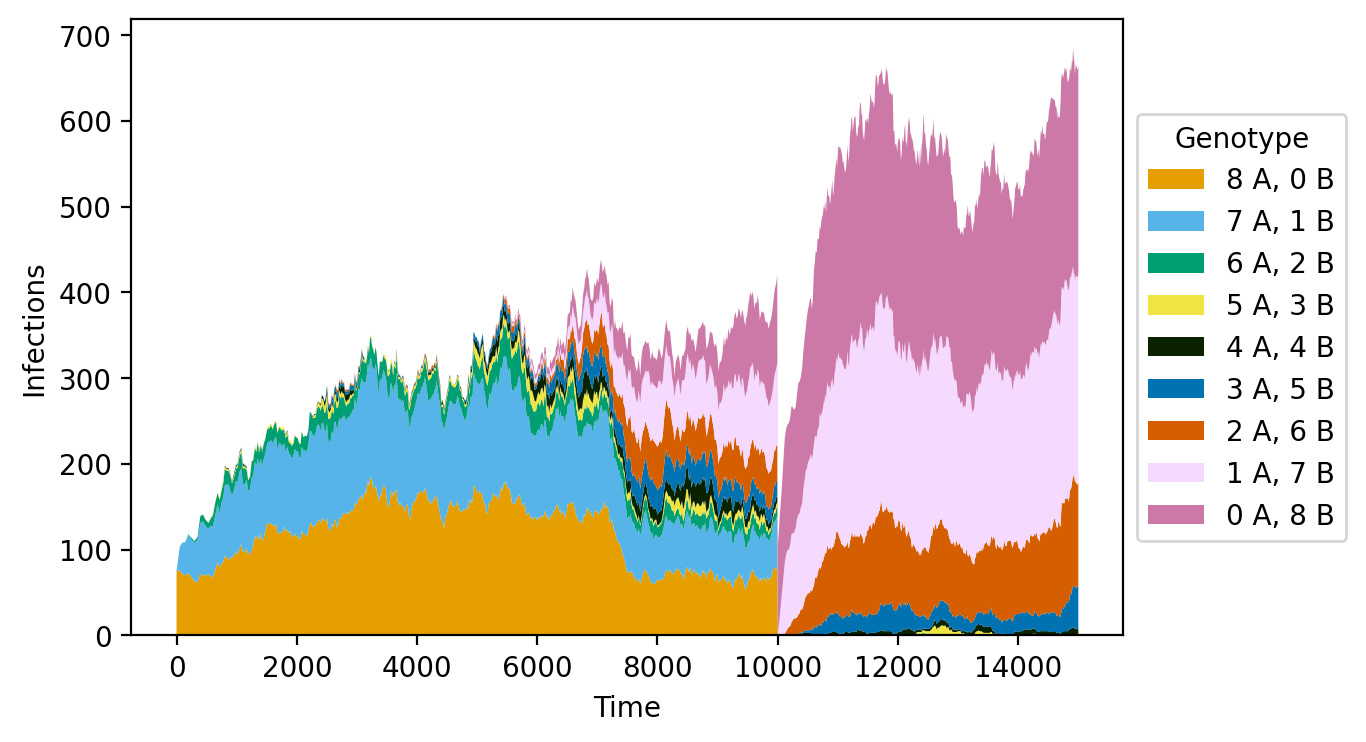 700
600
500
400
300
200
100
0
Infections
0 2000 4000 6000 8000 10000 12000 14000
Time
Genotype
8 A, 0 B
7 A, 1 B
6 A, 2 B
5 A, 3 B
4 A, 4 B
3 A, 5 B
2 A, 6 B
1 A, 7 B
0 A, 8 B